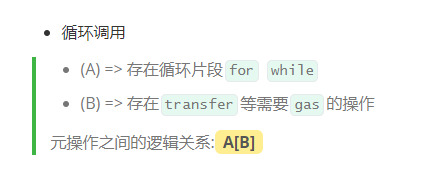 循环调用
(A) => 存在循环片段 for while
(B) => 存在 transfer 等需要 gas 的操作
元操作之间的逻辑关系: A[B]